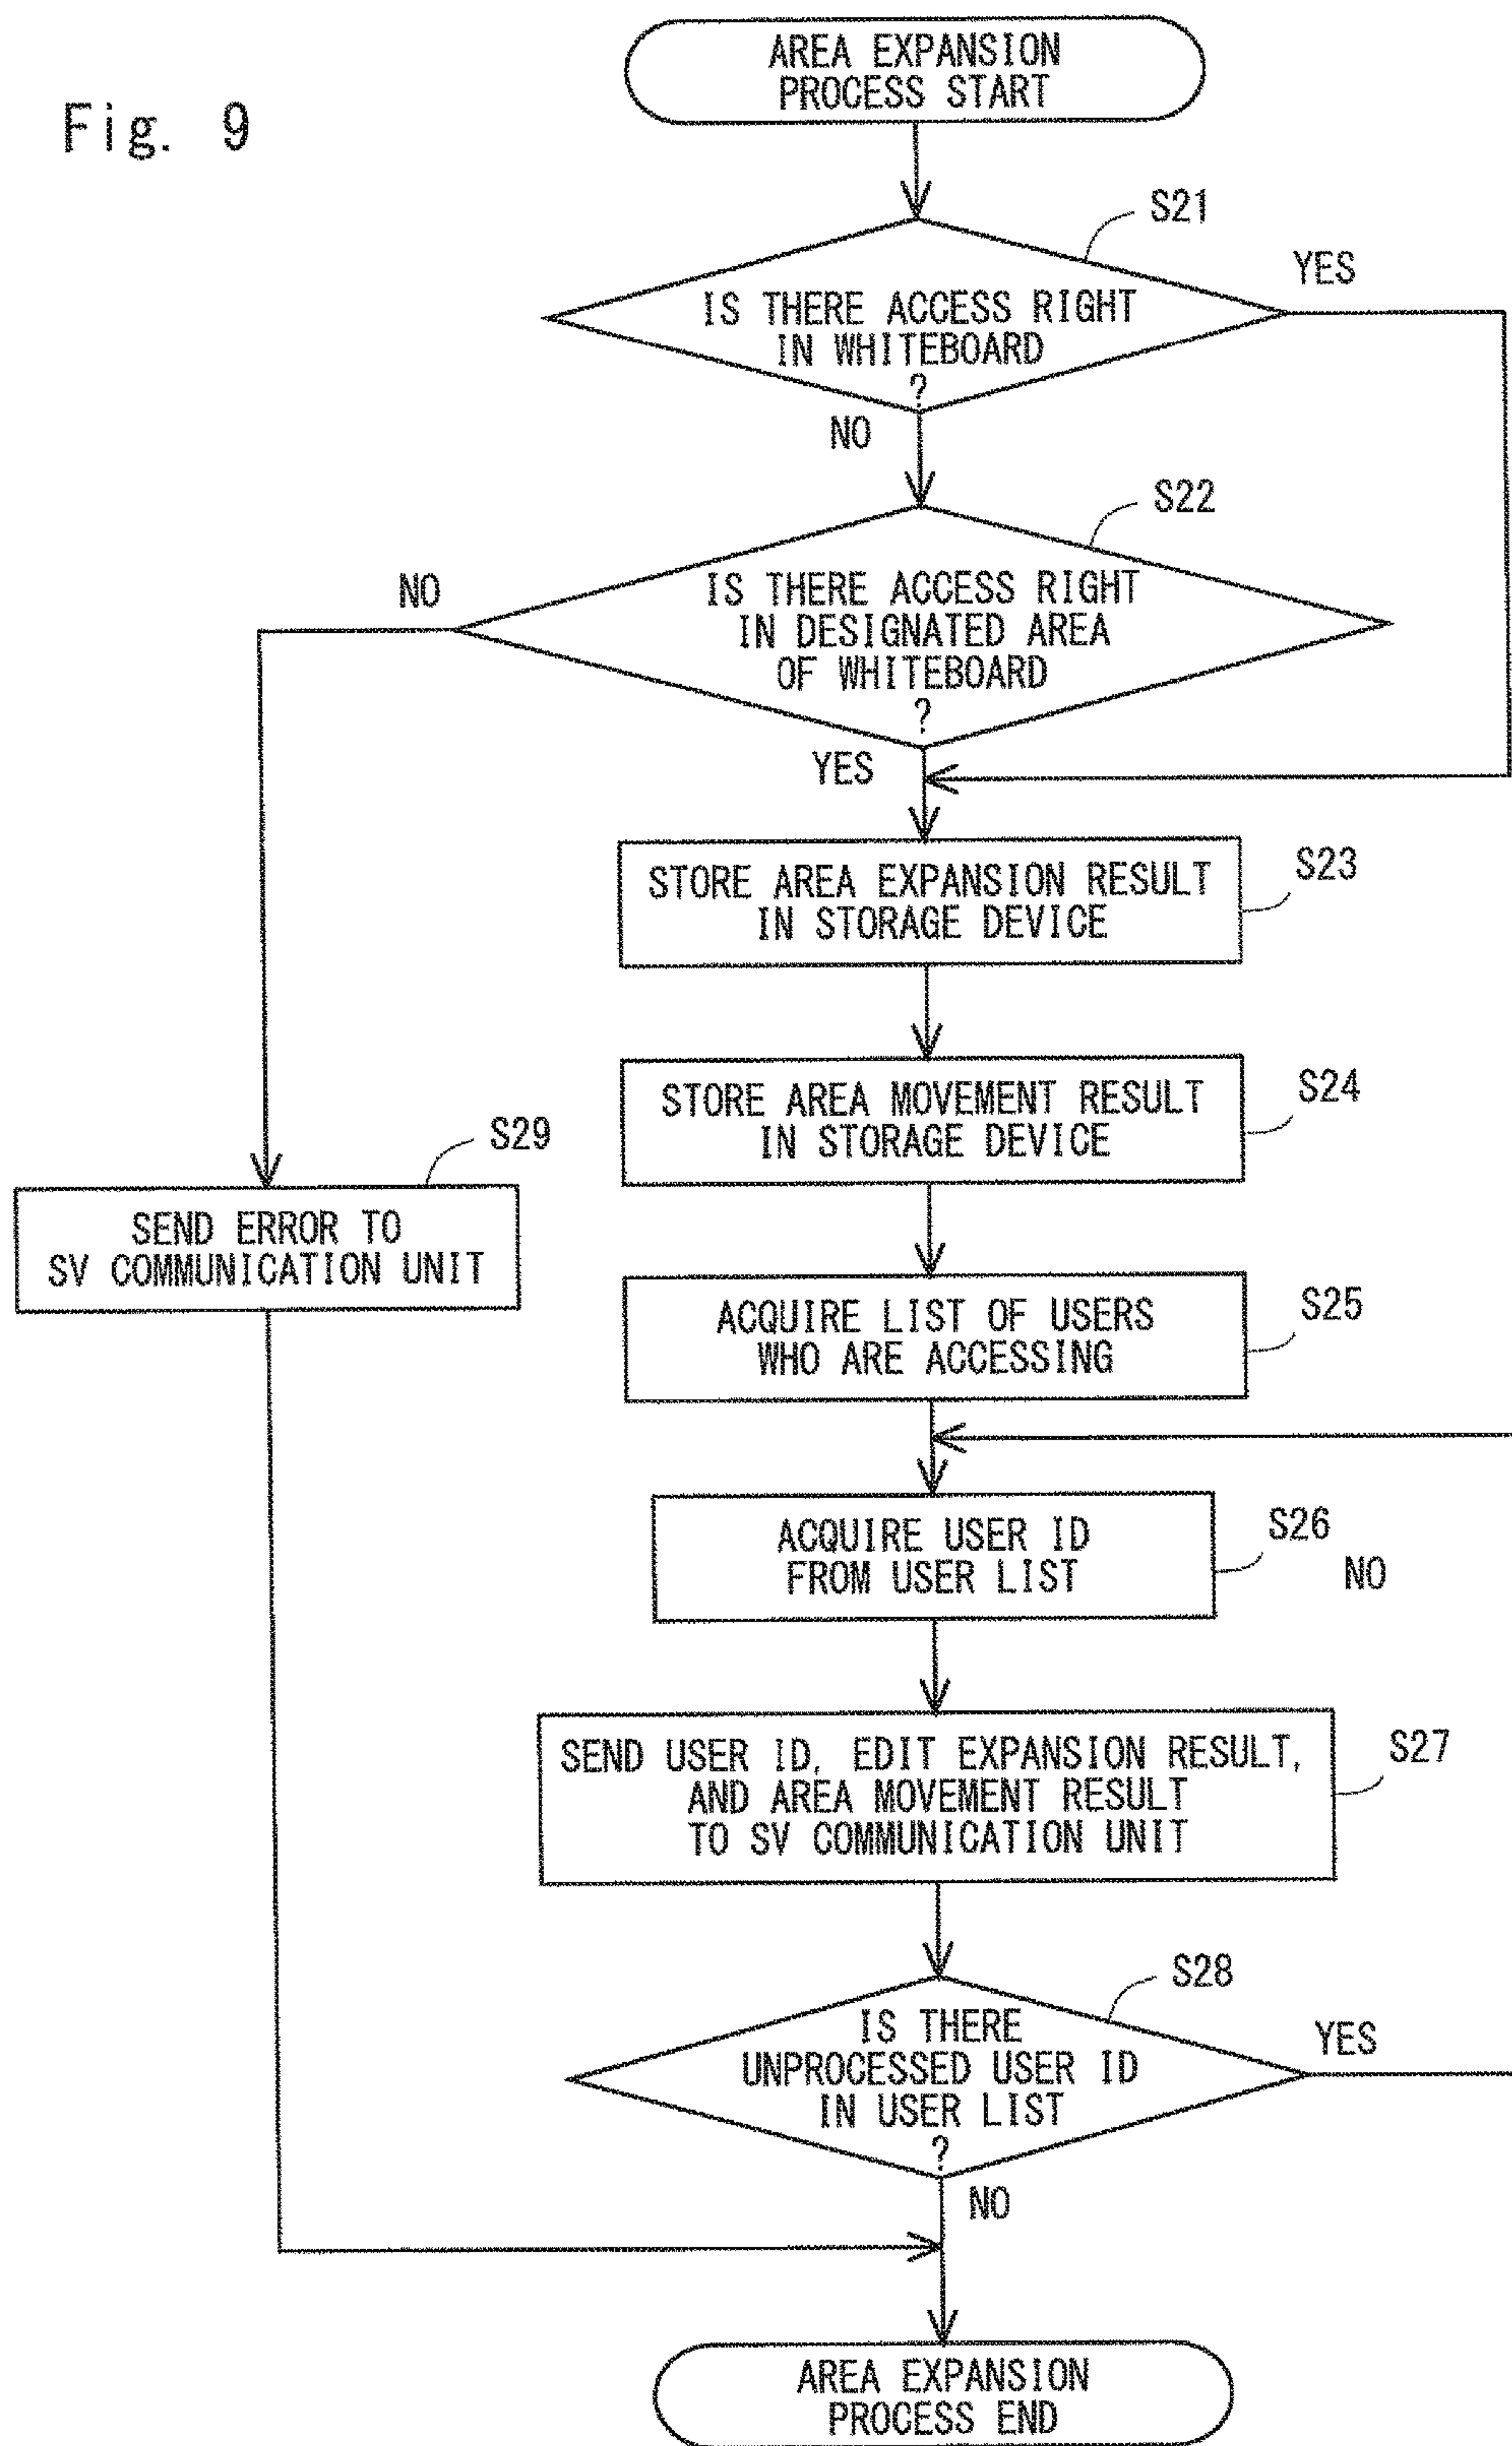 Fig. 9
AREA EXPANSION
PROCESS START
S21
YES
IS THERE ACCESS RIGHT
IN WHITEBOARD
?
NO
S22
NO
IS THERE ACCESS RIGHT
IN DESIGNATED AREA
OF WHITEBOARD
?
YES
S23
STORE AREA EXPANSION RESULT
IN STORAGE DEVICE
S24
STORE AREA MOVEMENT RESULT
IN STORAGE DEVICE
S29
SEND ERROR TO
SV COMMUNICATION UNIT
S25
ACQUIRE LIST OF USERS
WHO ARE ACCESSING
S26
ACQUIRE USER ID
FROM USER LIST
NO
S27
SEND USER ID, EDIT EXPANSION RESULT,
AND AREA MOVEMENT RESULT
TO SV COMMUNICATION UNIT
S28
YES
IS THERE
UNPROCESSED USER ID
IN USER LIST
?
NO
AREA EXPANSION
PROCESS END